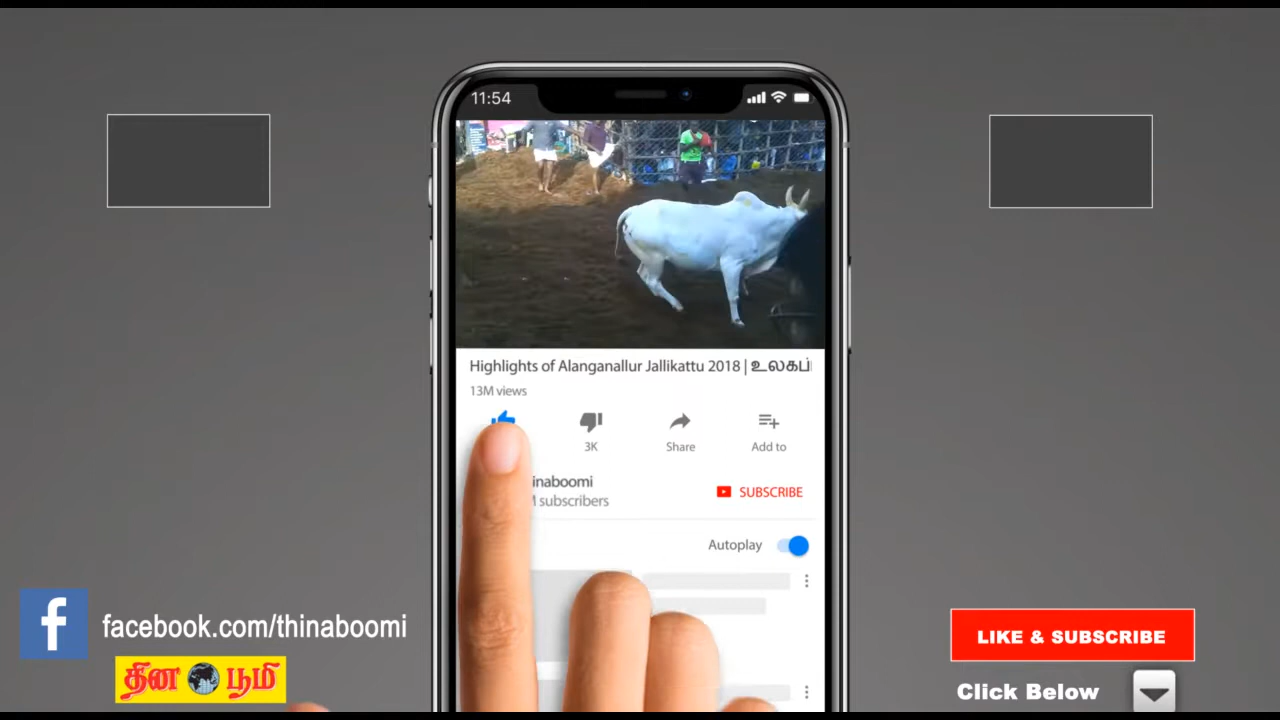 11:54
Highlights of Alanganallur Jallikattu 2018 | உலகப்
13M views
3K
Share
Add to
inaboomi
subscribers
SUBSCRIBE
Autoplay
f
facebook.com/thinaboomi
தின பூமி
LIKE & SUBSCRIBE
Click Below